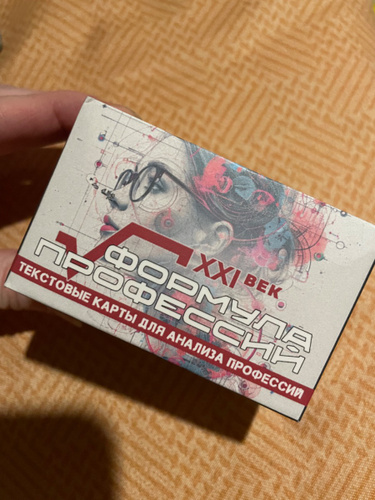 XXI ВЕК
ФОРМУЛА
ПРОФЕССИЙ
ТЕКСТОВЫЕ КАРТЫ ДЛЯ АНАЛИЗА ПРОФЕССИЙ